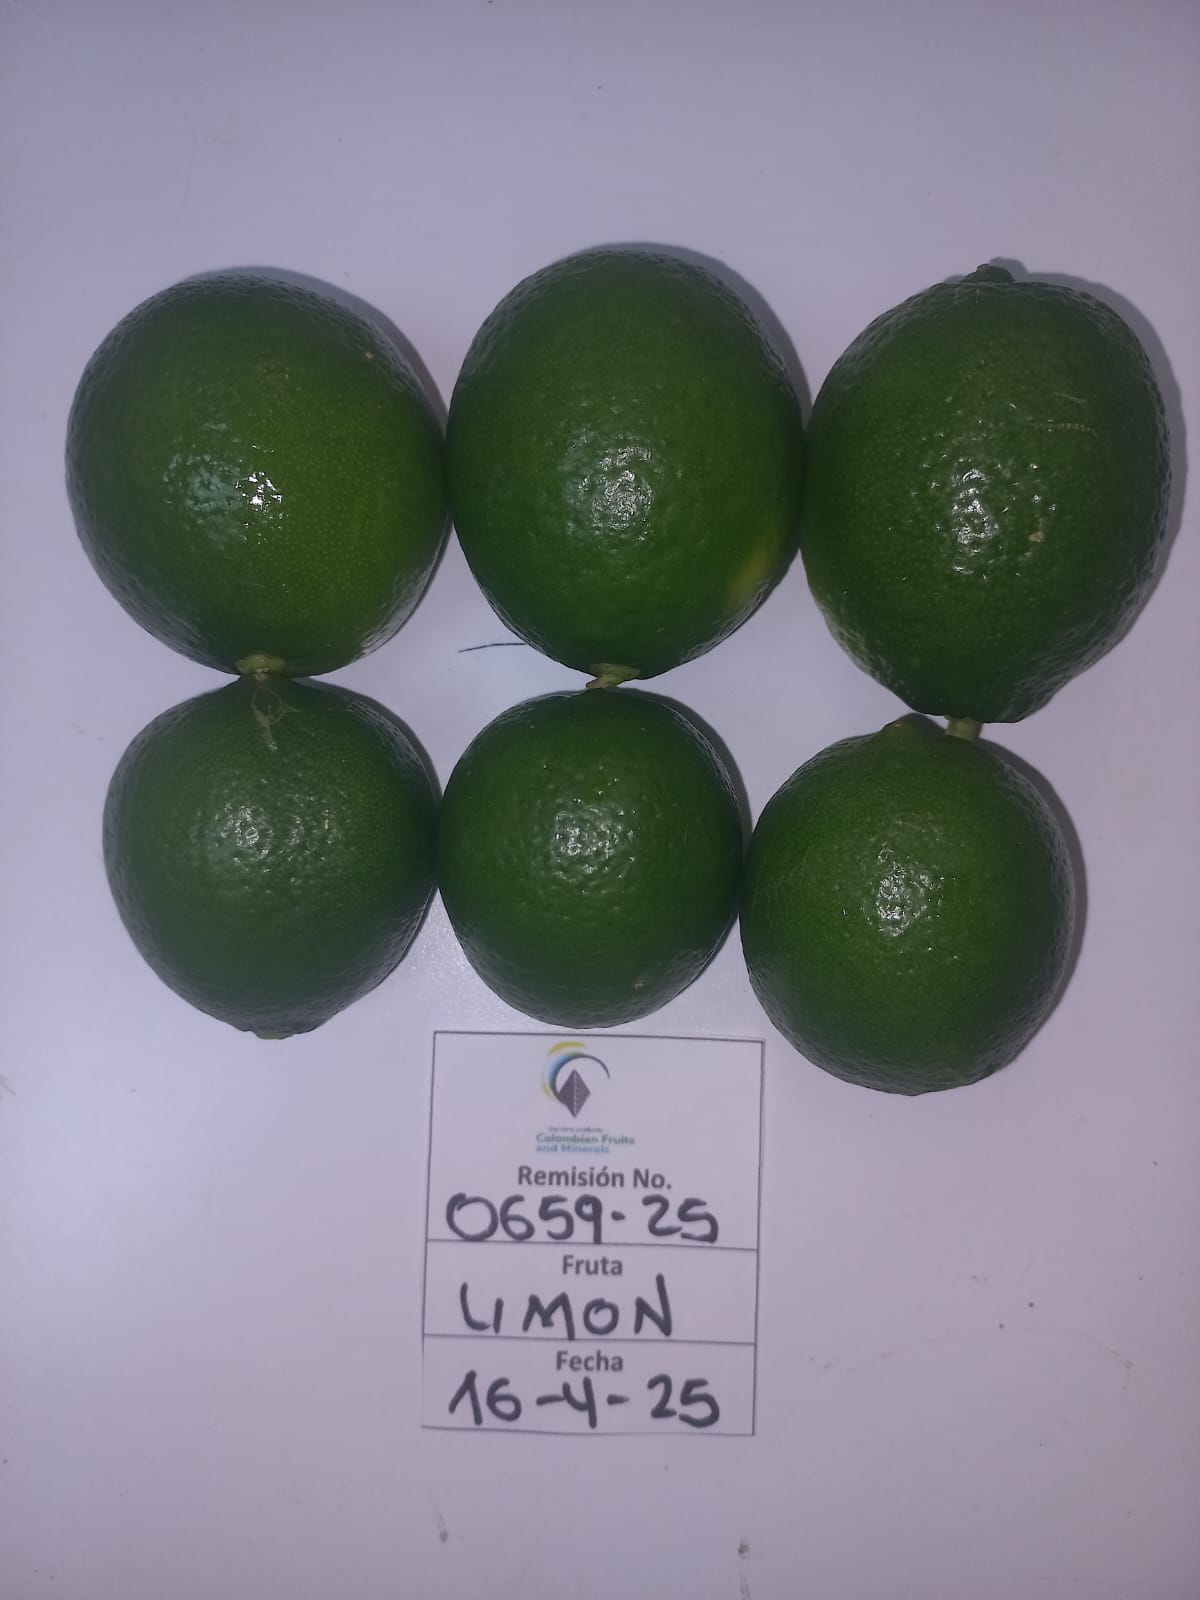 Colombian Fruits
and Minerals
Remisión No.
0659-25
Fruta
LIMON
Fecha
16-4-25